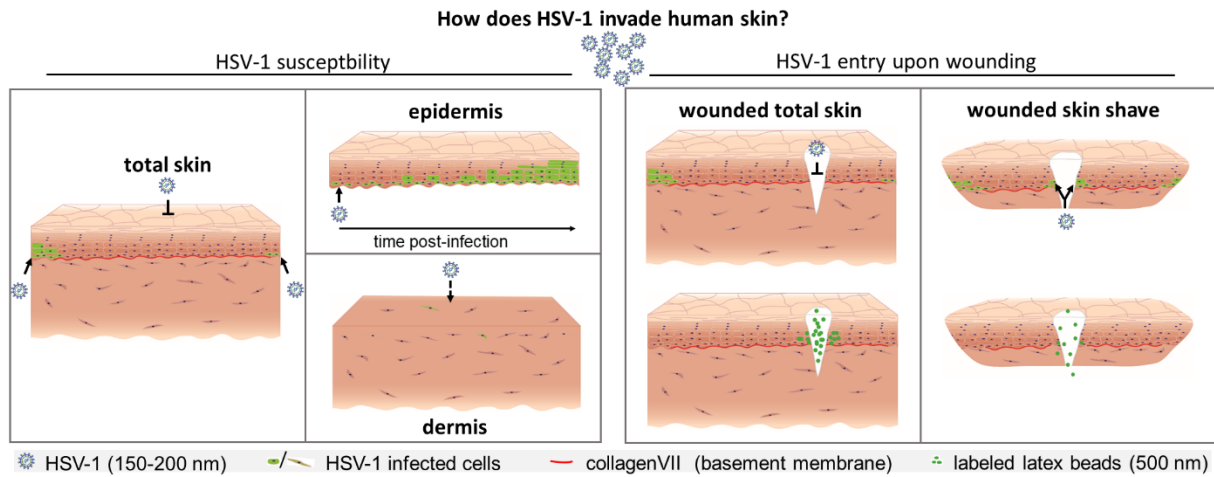 How does HSV-1 invade human skin?
HSV-1 susceptbility
HSV-1 entry upon wounding
total skin
epidermis
time post-infection
dermis
wounded total skin
wounded skin shave
HSV-1 (150-200 nm)
/
HSV-1 infected cells
collagenVII (basement membrane)
labeled latex beads (500 nm)